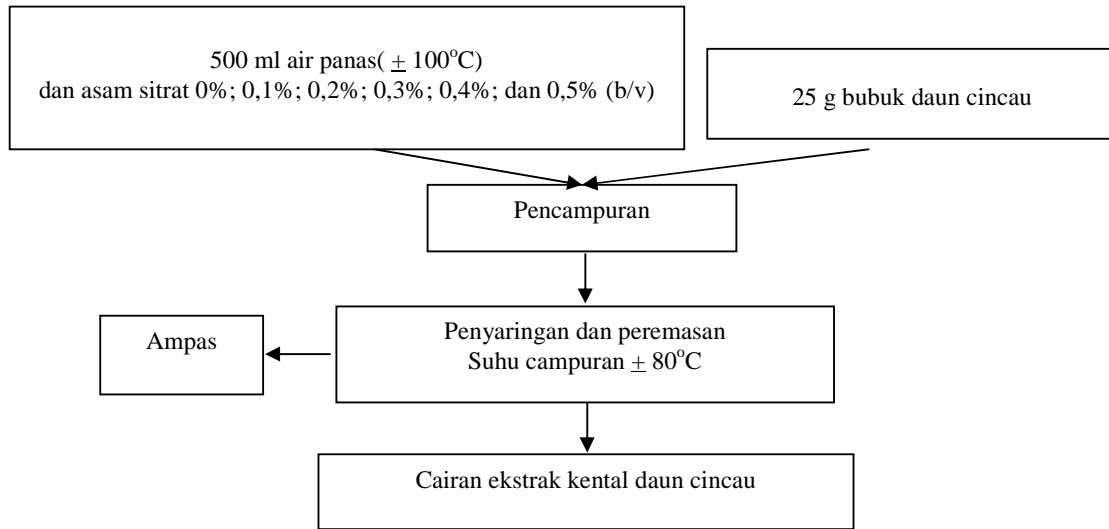 500 ml air panas( ± 100°C)
dan asam sitrat 0%; 0,1%; 0,2%; 0,3%; 0,4%; dan 0,5% (b/v)
25 g bubuk daun cincau
Pencampuran
Ampas
Penyaringan dan peremasan
Suhu campuran ± 80°C
Cairan ekstrak kental daun cincau